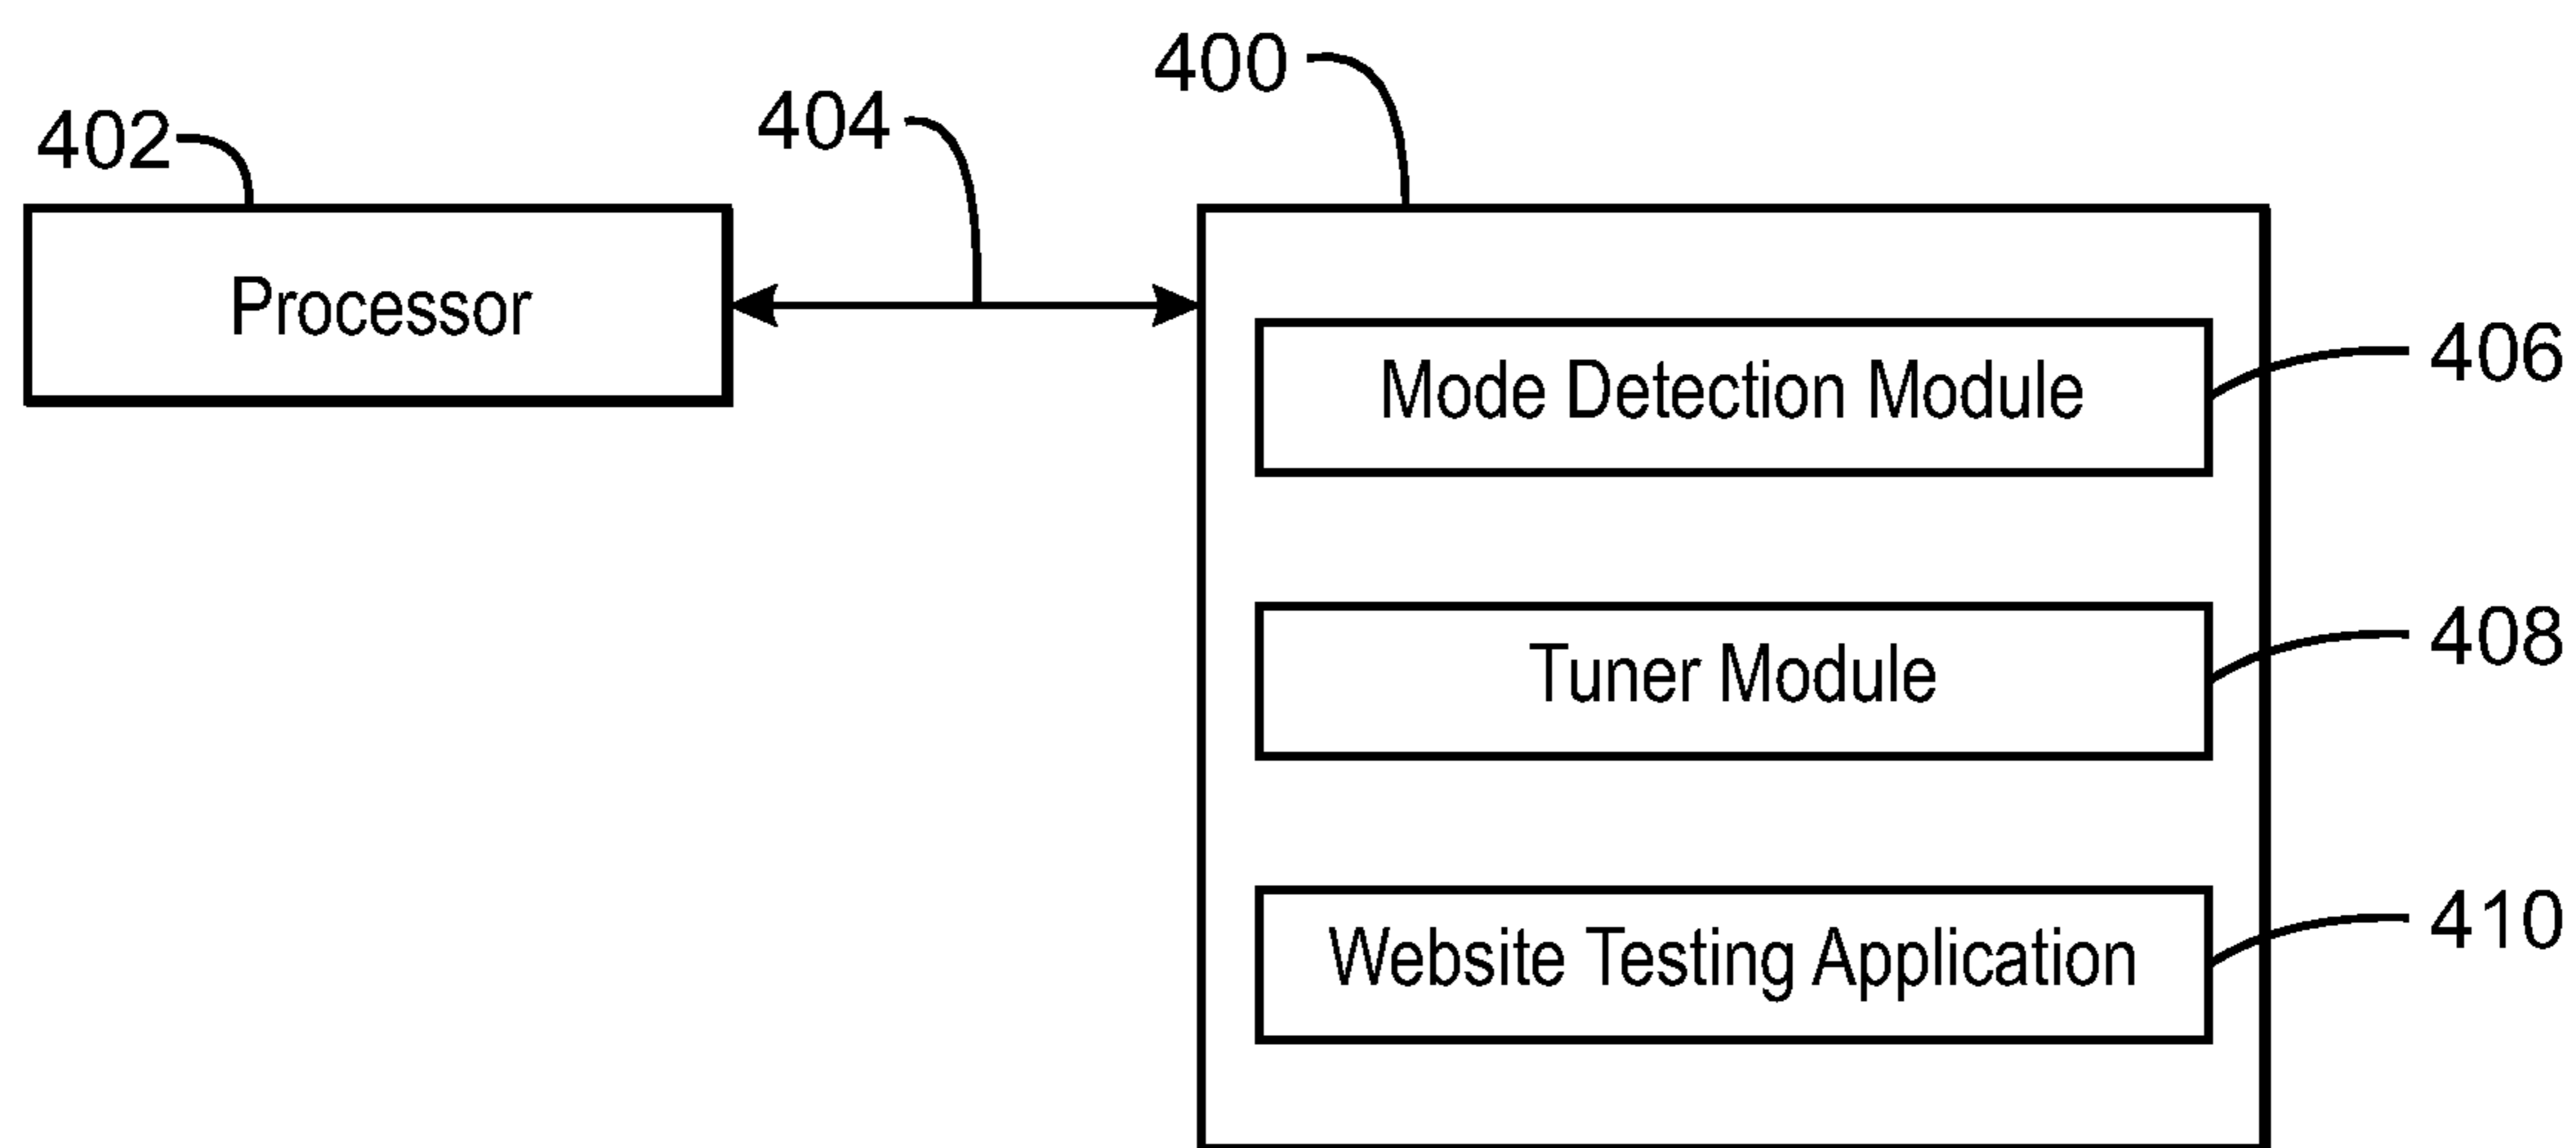 400
404
402
Processor
Mode Detection Module
406
Tuner Module
408
Website Testing Application
410